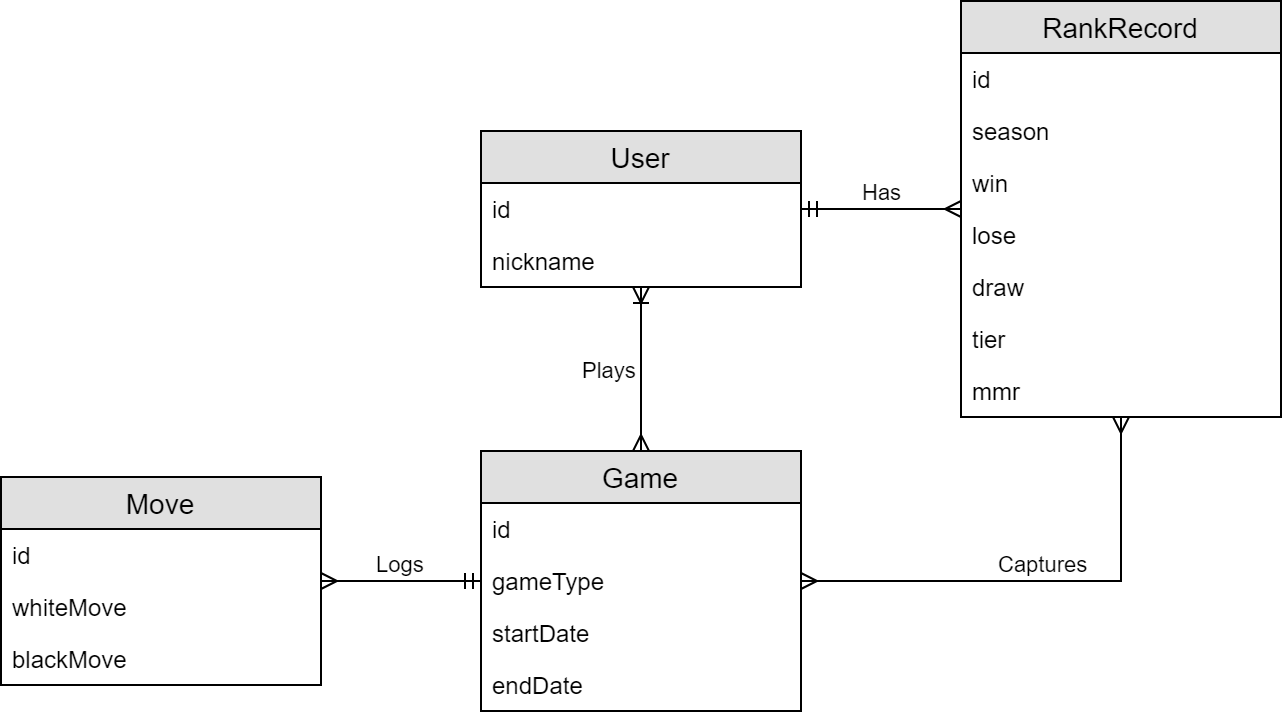 RankRecord
id
season
win
lose
draw
tier
mmr
User
id
nickname
Has
Plays
Game
id
gameType
startDate
endDate
Captures
Move
id
whiteMove
blackMove
Logs